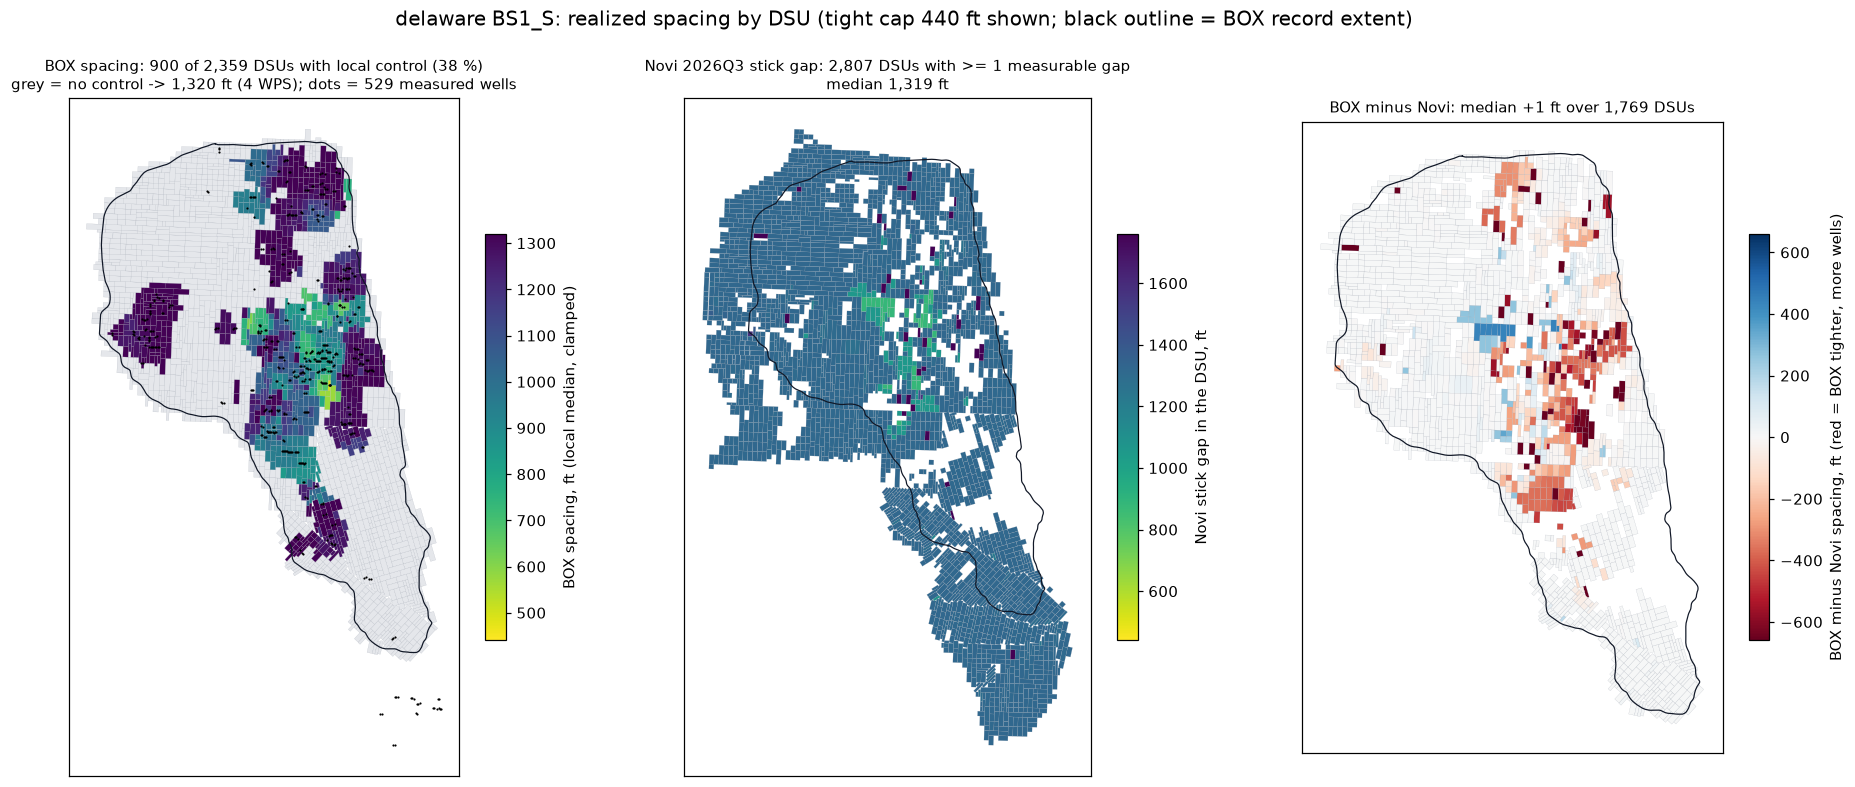 delaware BS1_S: realized spacing by DSU (tight cap 440 ft shown; black outline = BOX record extent)
BOX spacing: 900 of 2,359 DSUs with local control (38 %)
grey = no control -> 1,320 ft (4 WPS); dots = 529 measured wells
1300
1200
1100
1000
900
800
700
600
500
BOX spacing, ft (local median, clamped)
Novi 2026Q3 stick gap: 2,807 DSUs with >= 1 measurable gap
median 1,319 ft
1600
1400
1200
1000
800
600
Novi stick gap in the DSU, ft
BOX minus Novi: median +1 ft over 1,769 DSUs
600
400
200
0
−200
−400
−600
BOX minus Novi spacing, ft (red = BOX tighter, more wells)